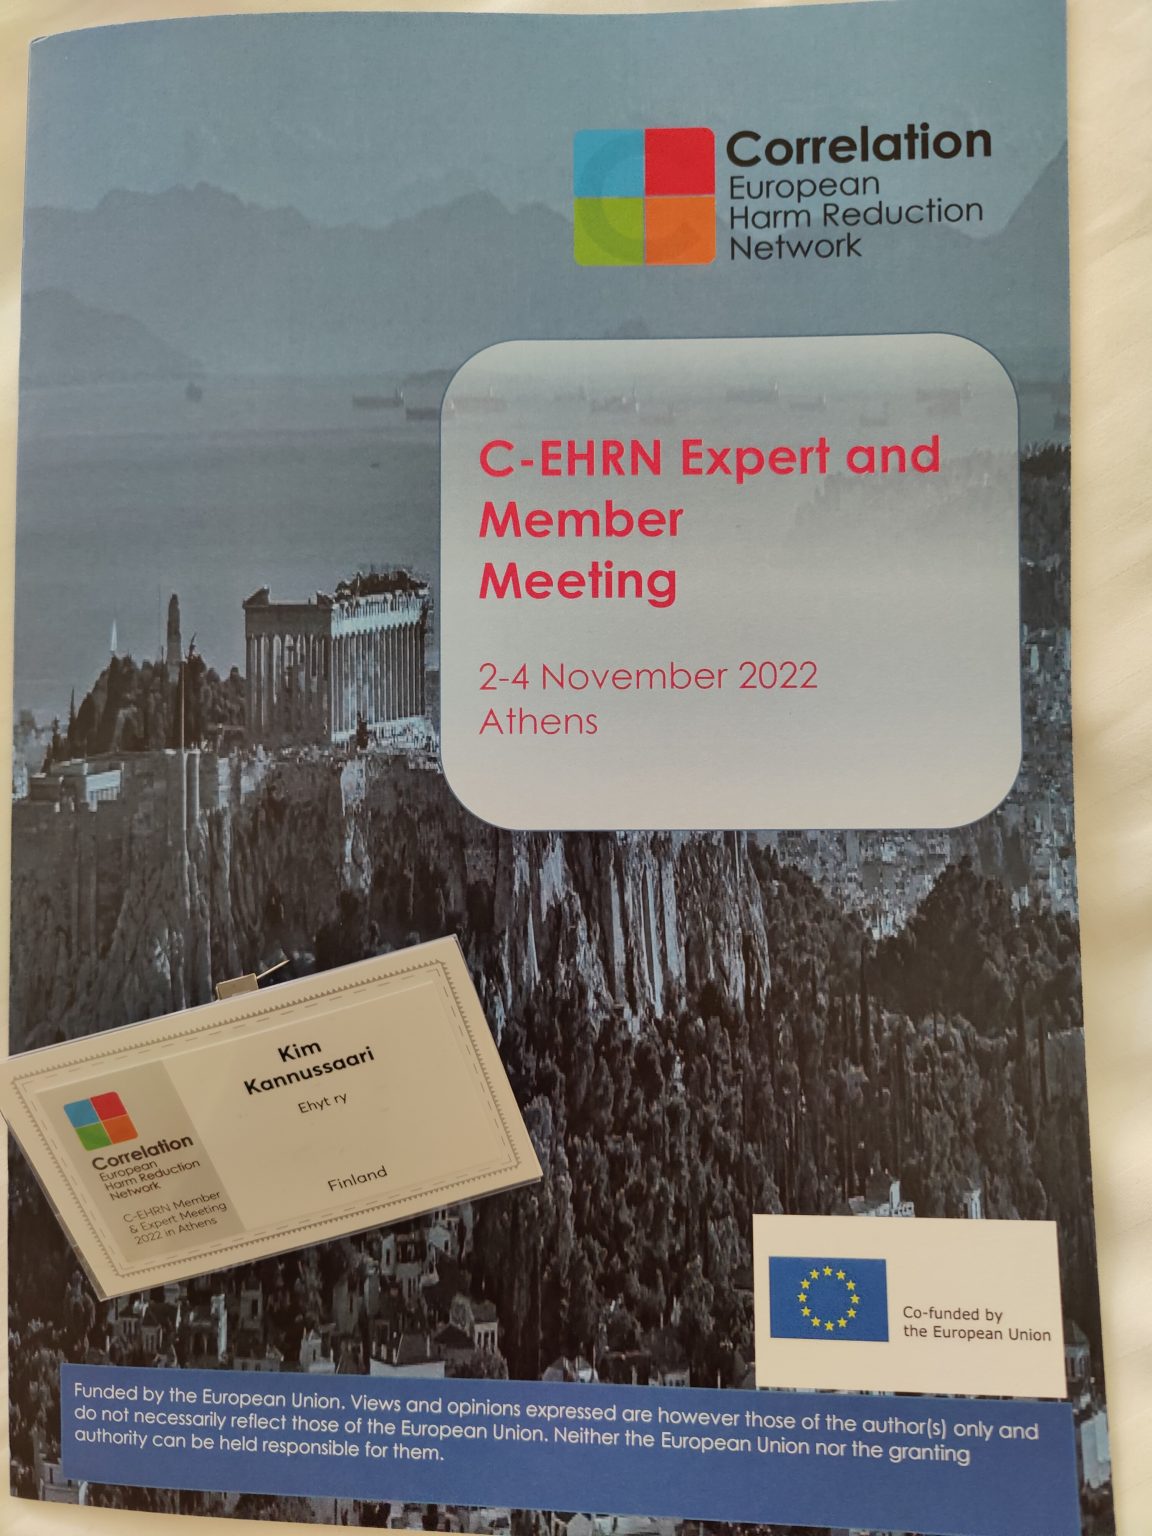 Correlation
European
Harm Reduction
Network
C-EHRN Expert and
Member
Meeting
2-4 November 2022
Athens
Kim
Kannussaari
Ehyt ry
Finland
Correlation
European
Harm Reduction
Network
C-EHRN Member
& Expert Meeting
2022 in Athens
Co-funded by
the European Union
Funded by the European Union. Views and opinions expressed are however those of the author(s) only and
do not necessarily reflect those of the European Union. Neither the European Union nor the granting
authority can be held responsible for them.